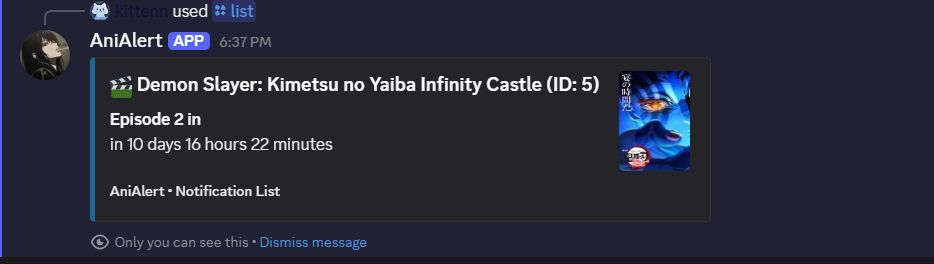 kittenn used list
AniAlert APP 6:37 PM
Demon Slayer: Kimetsu no Yaiba Infinity Castle (ID: 5)
Episode 2 in
in 10 days 16 hours 22 minutes
AniAlert • Notification List
Only you can see this • Dismiss message